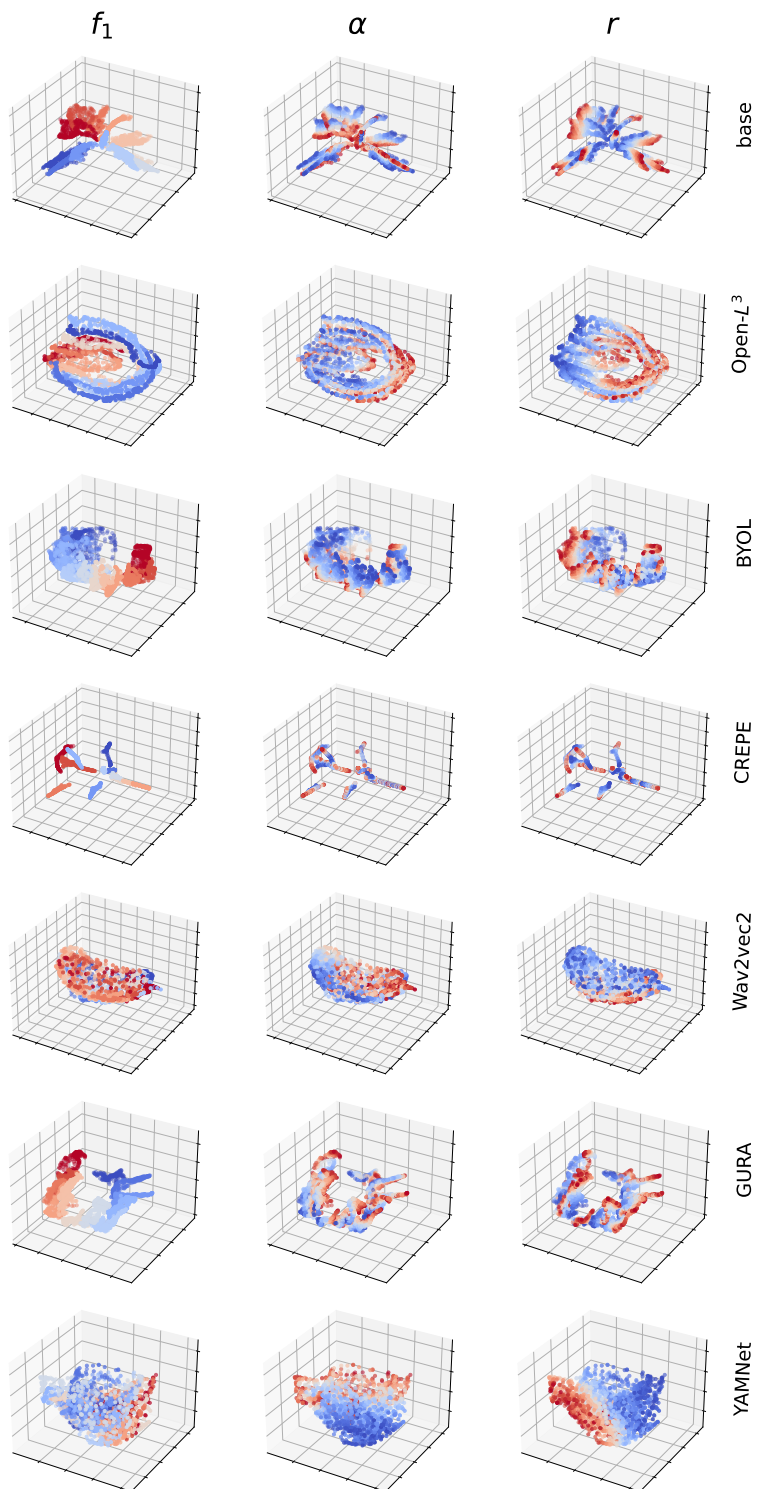 f₁ α r
base
Open-L³
BYOL
CREPE
Wav2vec2
GURA
YAMNet